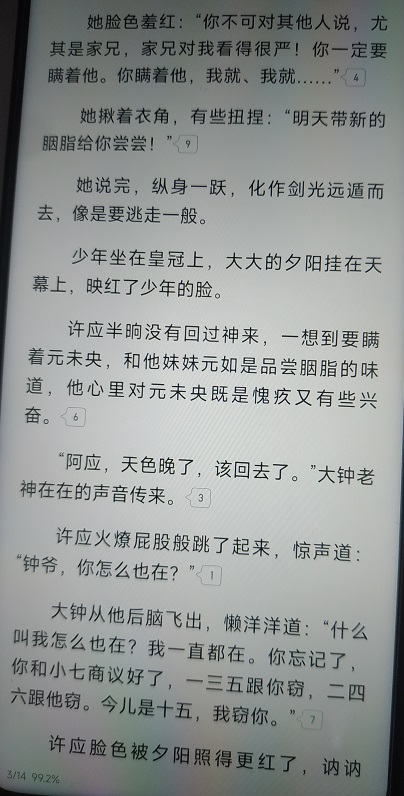 她脸色羞红：“你不可对其他人说，尤
其是家兄，家兄对我看得很严！你一定要
瞒着他。你瞒着他，我就、我就……” 4
她揪着衣角，有些扭捏：“明天带新的
胭脂给你尝尝！” 9
她说完，纵身一跃，化作剑光远遁而
去，像是要逃走一般。
少年坐在皇冠上，大大的夕阳挂在天
幕上，映红了少年的脸。
许应半晌没有回过神来，一想到要瞒
着元未央，和他妹妹元如是品尝胭脂的味
道，他心里对元未央既是愧疚又有些兴
奋。 6
“阿应，天色晚了，该回去了。”大钟老
神在在的声音传来。 3
许应火燎屁股般跳了起来，惊声道：
“钟爷，你怎么也在？” 1
大钟从他后脑飞出，懒洋洋道：“什么
叫我怎么也在？我一直都在。你忘记了，
你和小七商议好了，一三五跟你窃，二四
六跟他窃。今儿是十五，我窃你。” 7
许应脸色被夕阳照得更红了，讷讷
3/14 99.2%